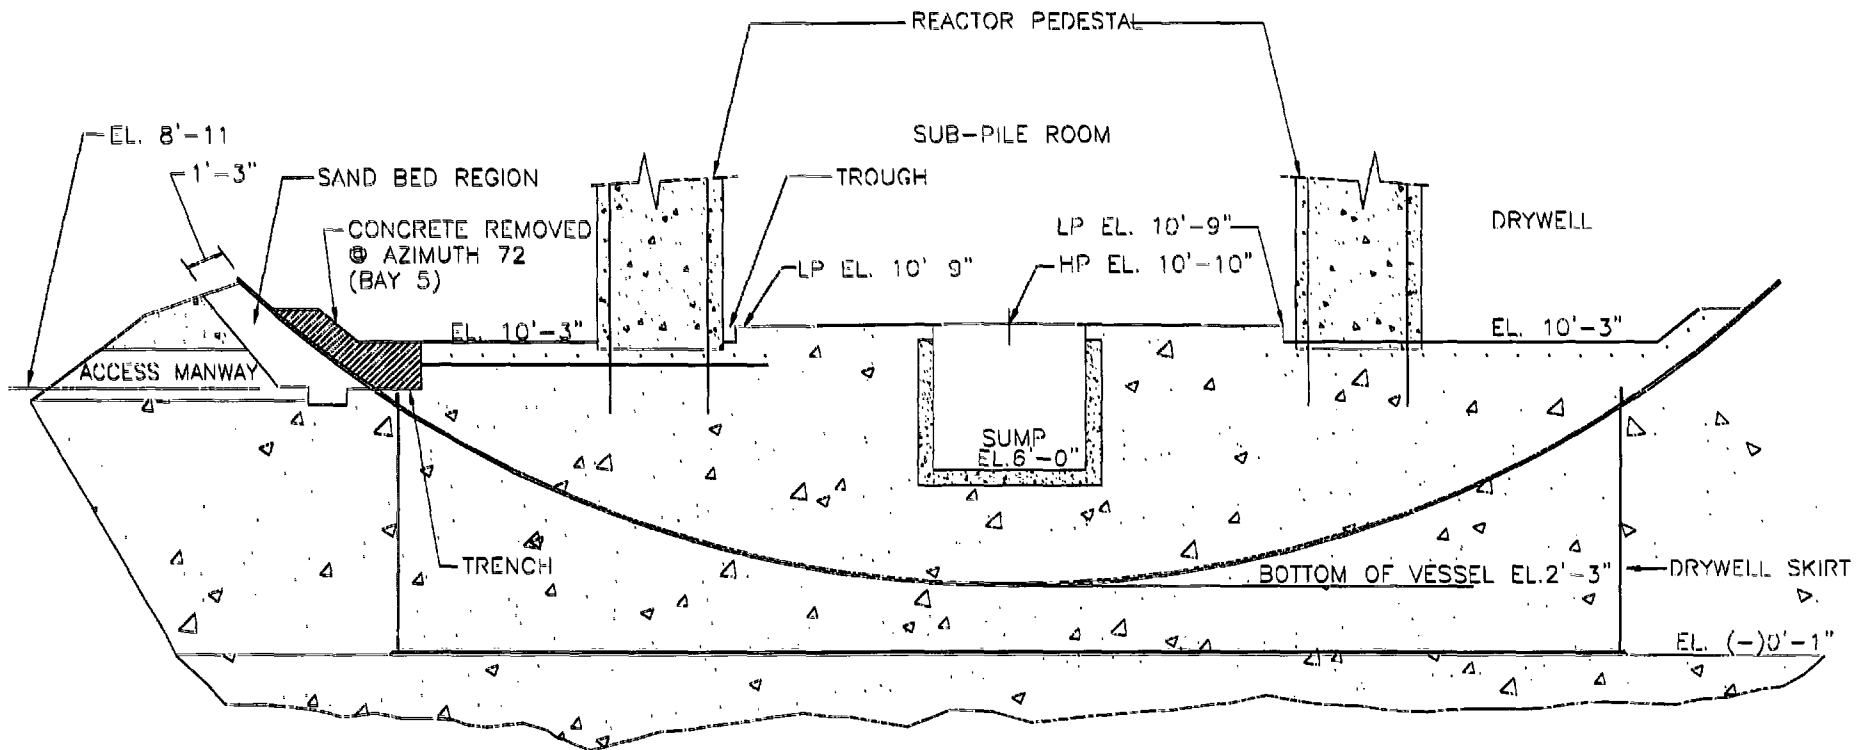 REACTOR PEDESTAL
EL. 8'-11
SUB-PILE ROOM
1'-3"
SAND BED REGION
TROUGH
CONCRETE REMOVED
@ AZIMUTH 72
(BAY 5)
LP EL. 10'-9"
DRYWELL
LP EL. 10' 9"
HP EL. 10'-10"
EL. 10'-3"
EL. 10'-3"
ACCESS MANWAY
SUMP
EL.6'-0"
TRENCH
BOTTOM OF VESSEL EL.2'-3"
DRYWELL SKIRT
EL. (-)0'-1"